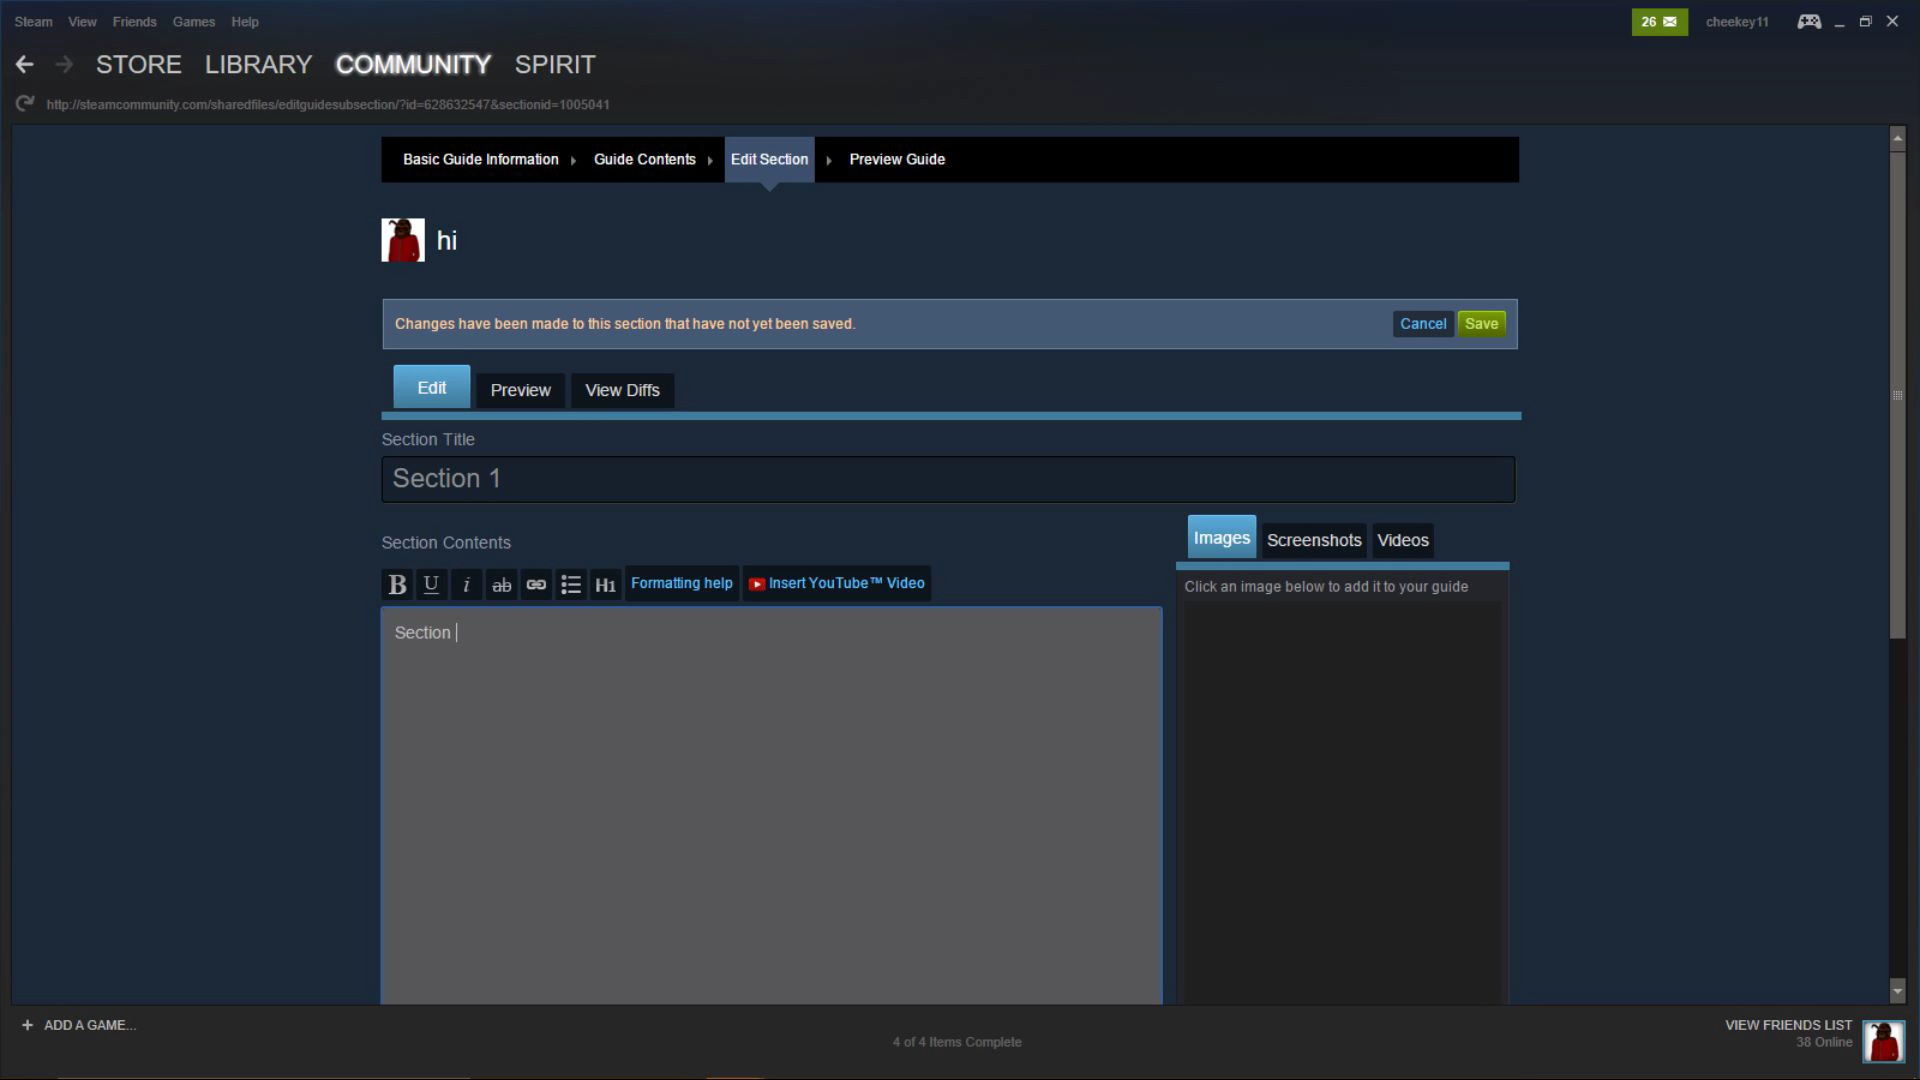 Steam View Friends Games Help
26 cheekey11
STORE LIBRARY COMMUNITY SPIRIT
http://steamcommunity.com/sharedfiles/editguidesubsection/?id=628632547&sectionid=1005041
Basic Guide Information Guide Contents Edit Section Preview Guide
hi
Changes have been made to this section that have not yet been saved. Cancel Save
Edit Preview View Diffs
Section Title
Section 1
Section Contents
Images Screenshots Videos
B U i ab H1 Formatting help Insert YouTube™ Video
Click an image below to add it to your guide
Section
+ ADD A GAME...
4 of 4 Items Complete
VIEW FRIENDS LIST
38 Online